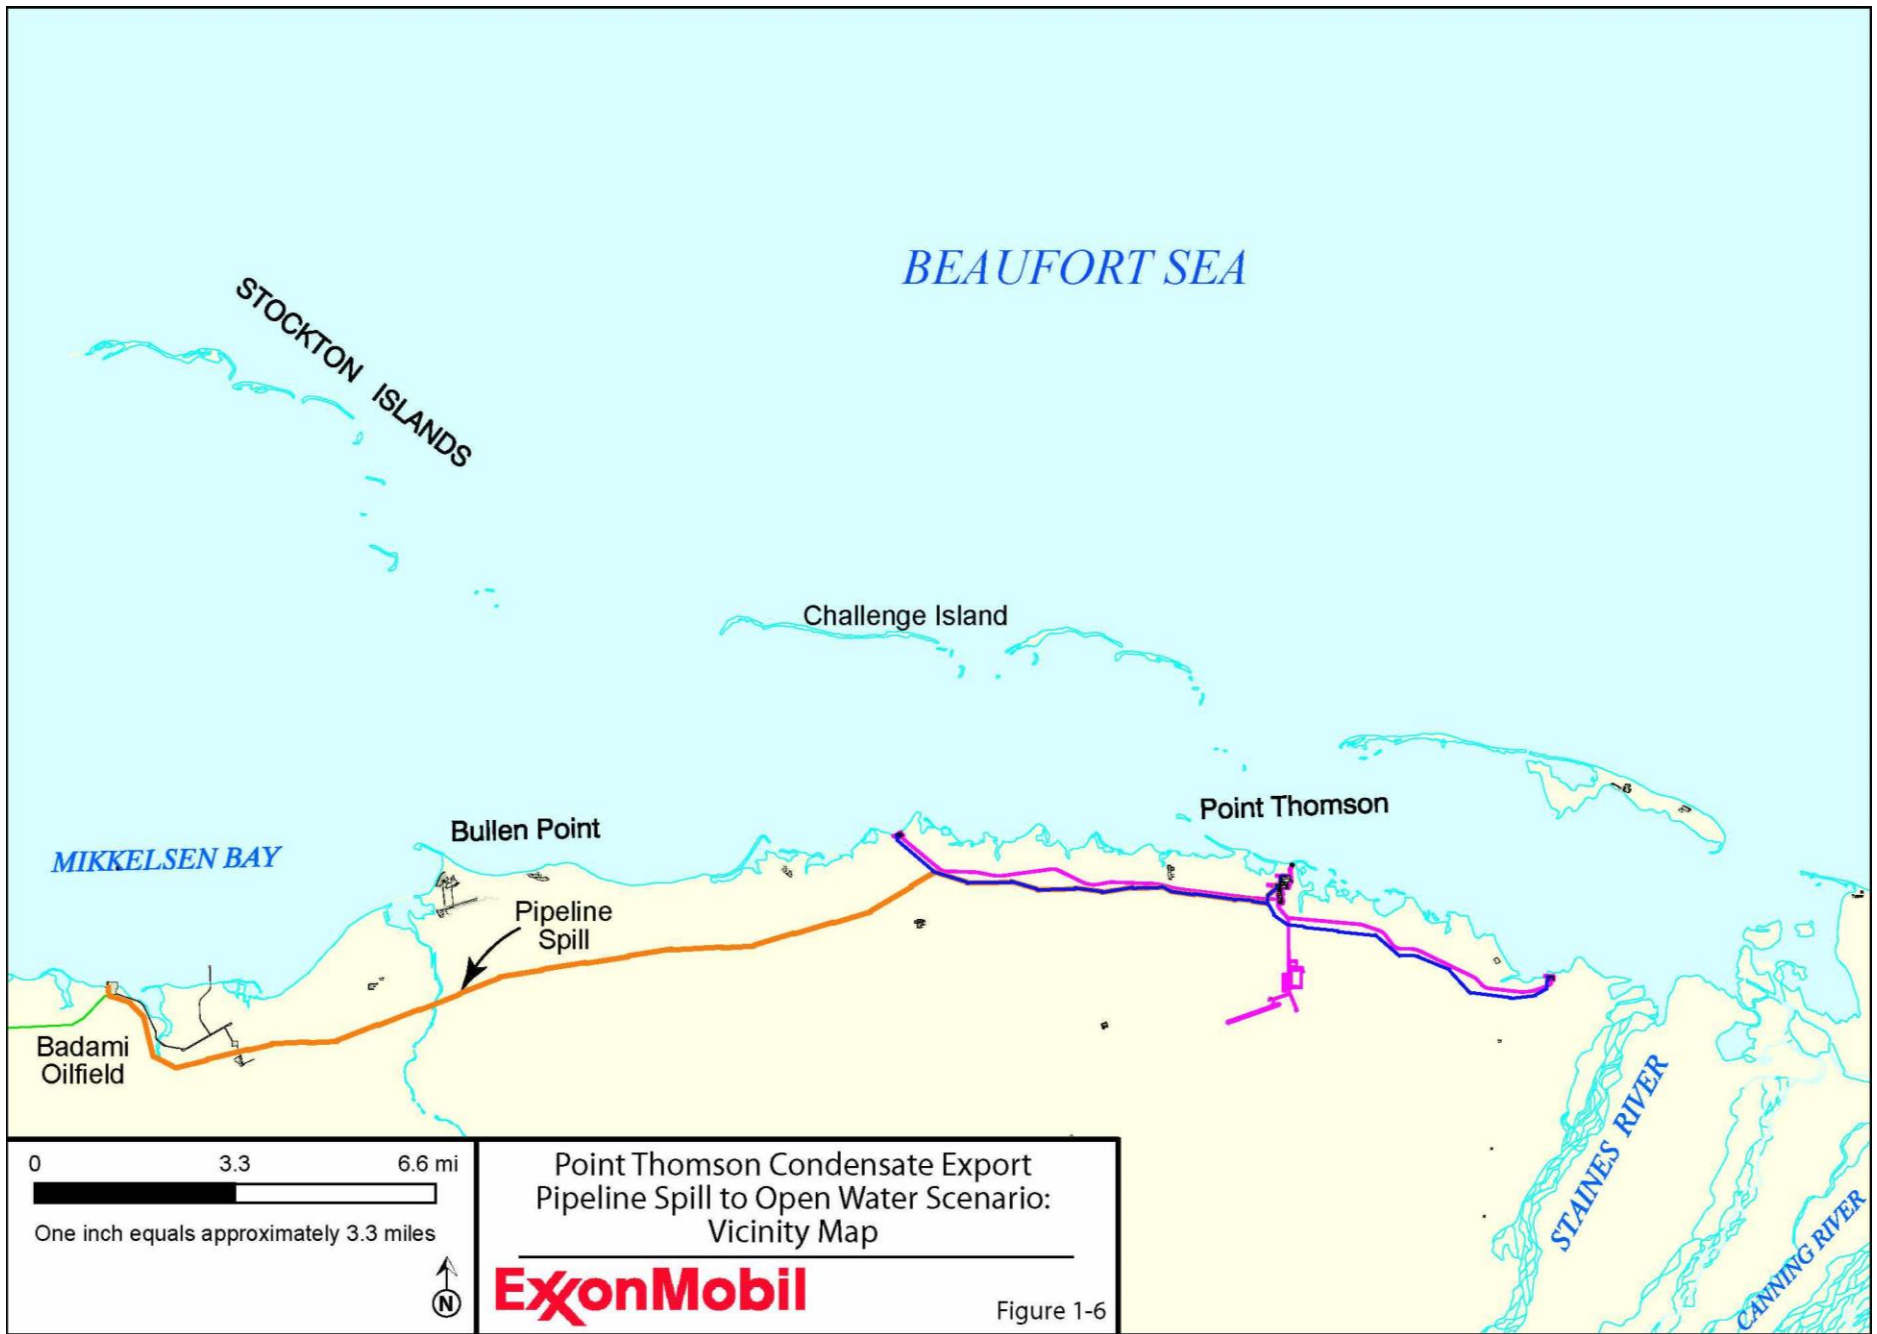 BEAUFORT SEA
STOCKTON ISLANDS
Challenge Island
Point Thomson
Bullen Point
MIKKELSEN BAY
Pipeline
Spill
Badami
Oilfield
STAINES RIVER
CANNING RIVER
0 3.3 6.6 mi
One inch equals approximately 3.3 miles
N
Point Thomson Condensate Export
Pipeline Spill to Open Water Scenario:
Vicinity Map
ExxonMobil
Figure 1-6